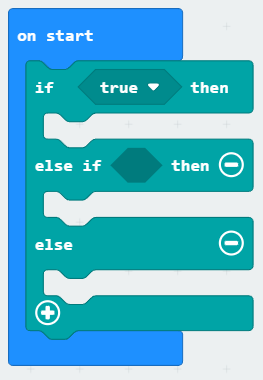 on start
if true then
else if then
else